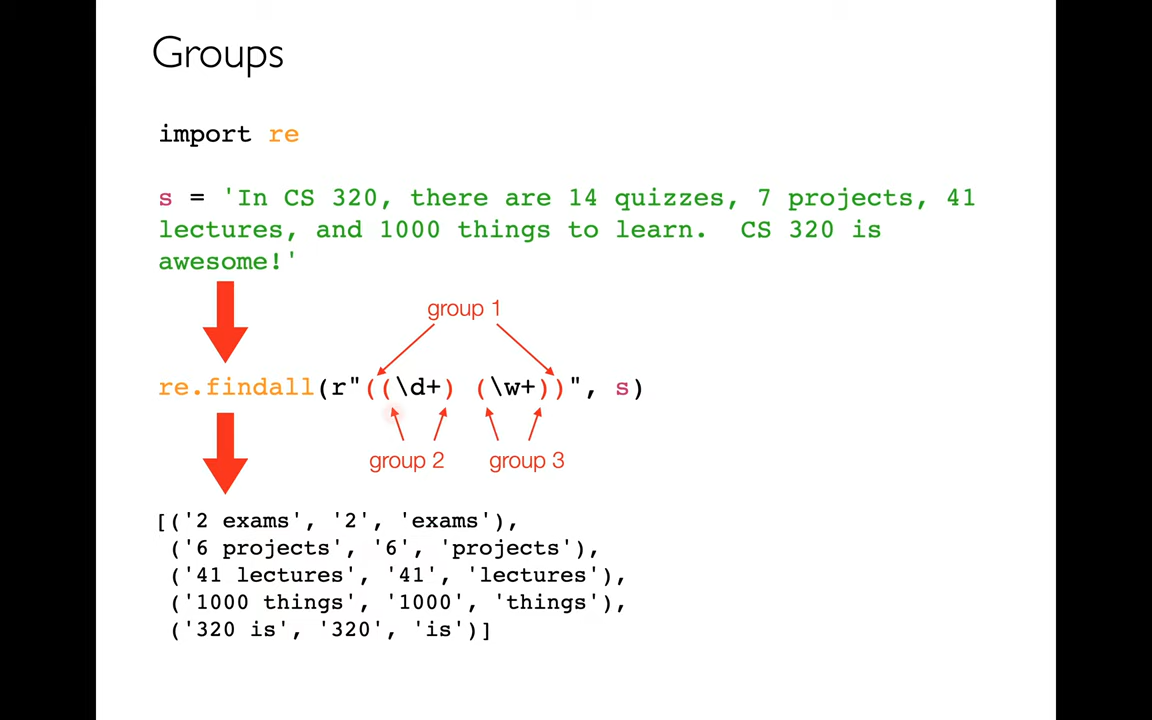 Groups
import re
s = 'In CS 320, there are 14 quizzes, 7 projects, 41
lectures, and 1000 things to learn.  CS 320 is
awesome!'
group 1
re.findall(r"((\d+) (\w+))", s)
group 2 group 3
[('2 exams', '2', 'exams'),
('6 projects', '6', 'projects'),
('41 lectures', '41', 'lectures'),
('1000 things', '1000', 'things'),
('320 is', '320', 'is')]